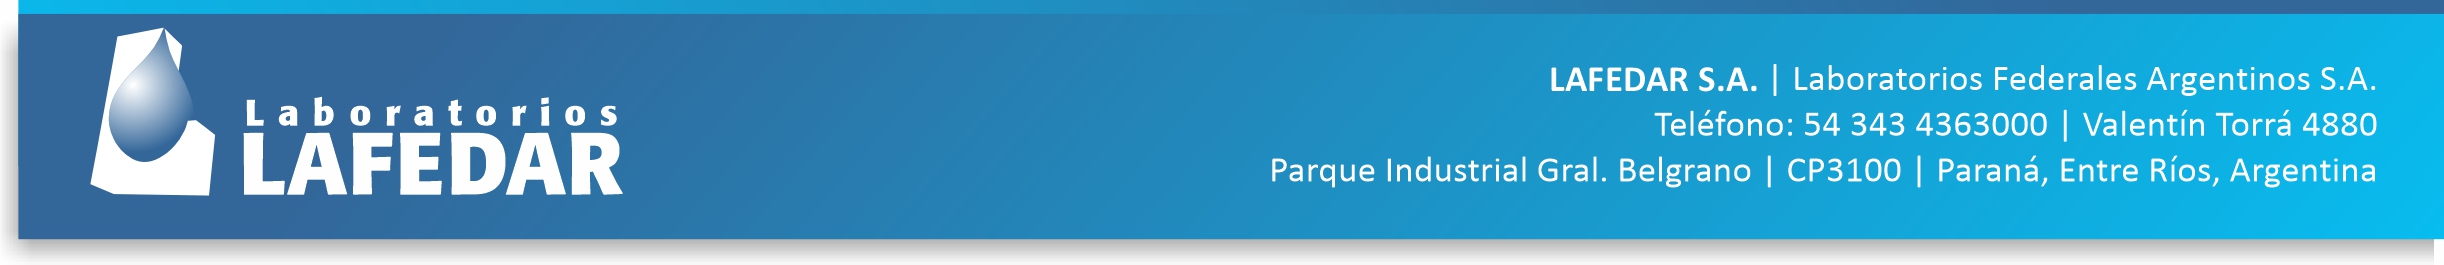 Laboratorios
LAFEDAR
LAFEDAR S.A. | Laboratorios Federales Argentinos S.A.
Teléfono: 54 343 4363000 | Valentín Torrá 4880
Parque Industrial Gral. Belgrano | CP3100 | Paraná, Entre Ríos, Argentina